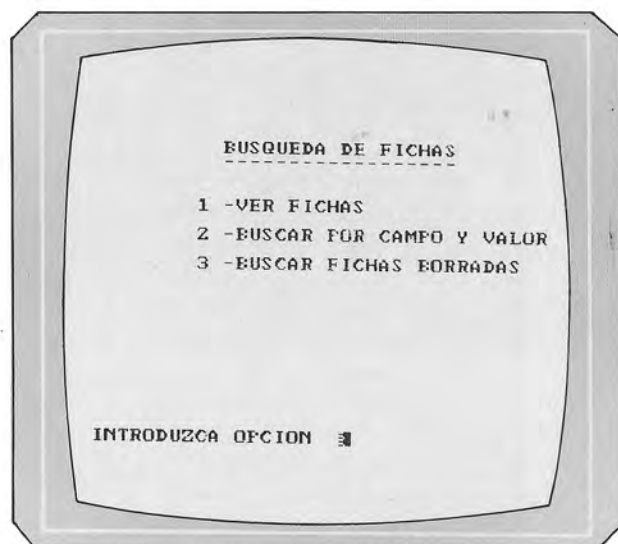 BUSQUEDA DE FICHAS
1 -VER FICHAS
2 -BUSCAR POR CAMPO Y VALOR
3 -BUSCAR FICHAS BORRADAS
INTRODUZCA OPCION